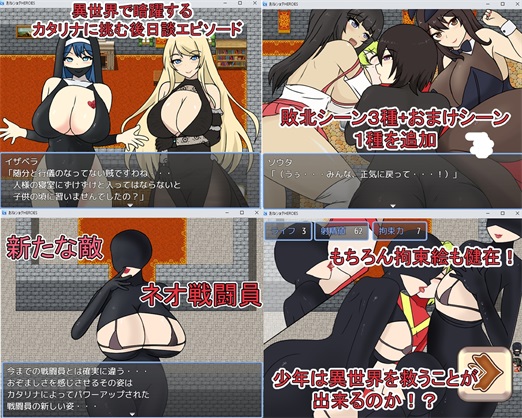 異世界で暗躍する
カタリナに挑む後日談エピソード
イザベラ
「随分と行儀のなってない賊ですわね・・・
人様の寝室にずけずけと入ってはならないと
子供の頃に習いませんでしたの?」
敗北シーン3種+おまけシーン
1種を追加
ソウタ
「(うぅ・・・みんな、正気に戻って・・・!)」
新たな敵
ネオ戦闘員
今までの戦闘員とは確実に違う・・・
おぞましさを感じさせるその姿は
カタリナによってパワーアップされた
戦闘員の新しい姿・・・
ライフ 3
射精値 62
拘束力 7
もちろん拘束絵も健在!
少年は異世界を救うことが
出来るのか!?